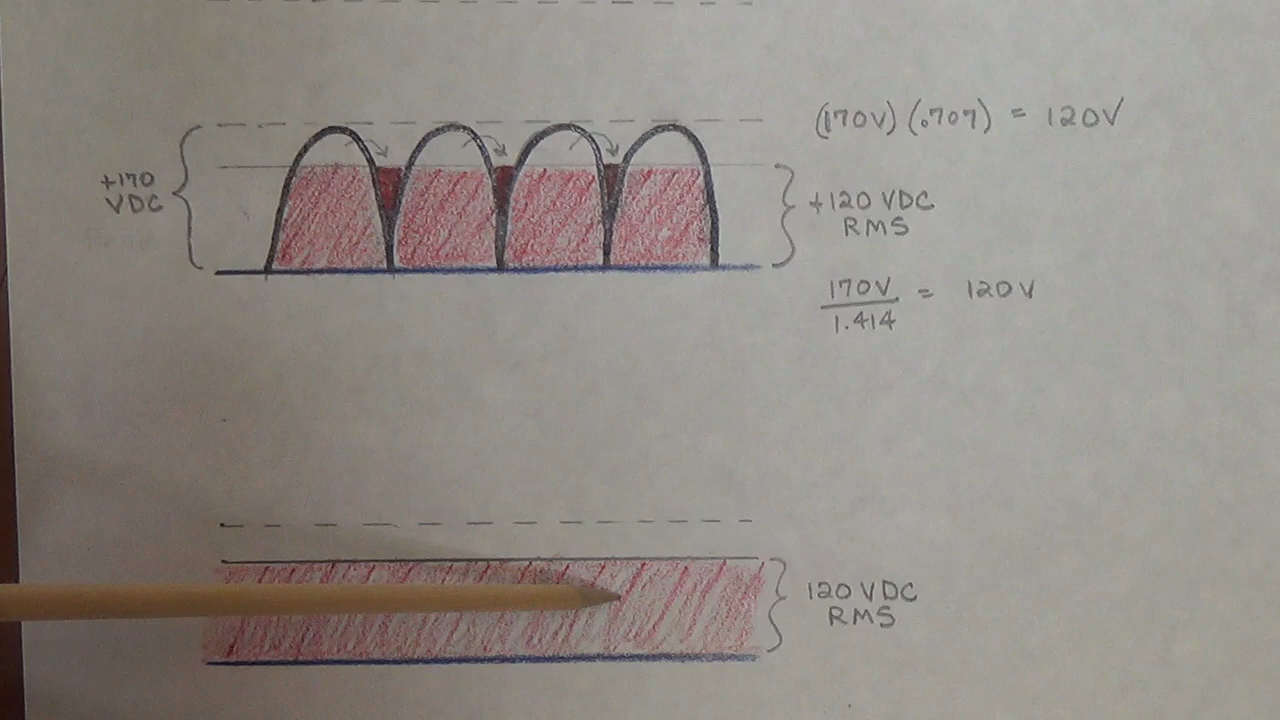 (170V)(.707) = 120V
+170
VDC
+120 VDC
RMS
170V
1.414
= 120V
120 VDC
RMS